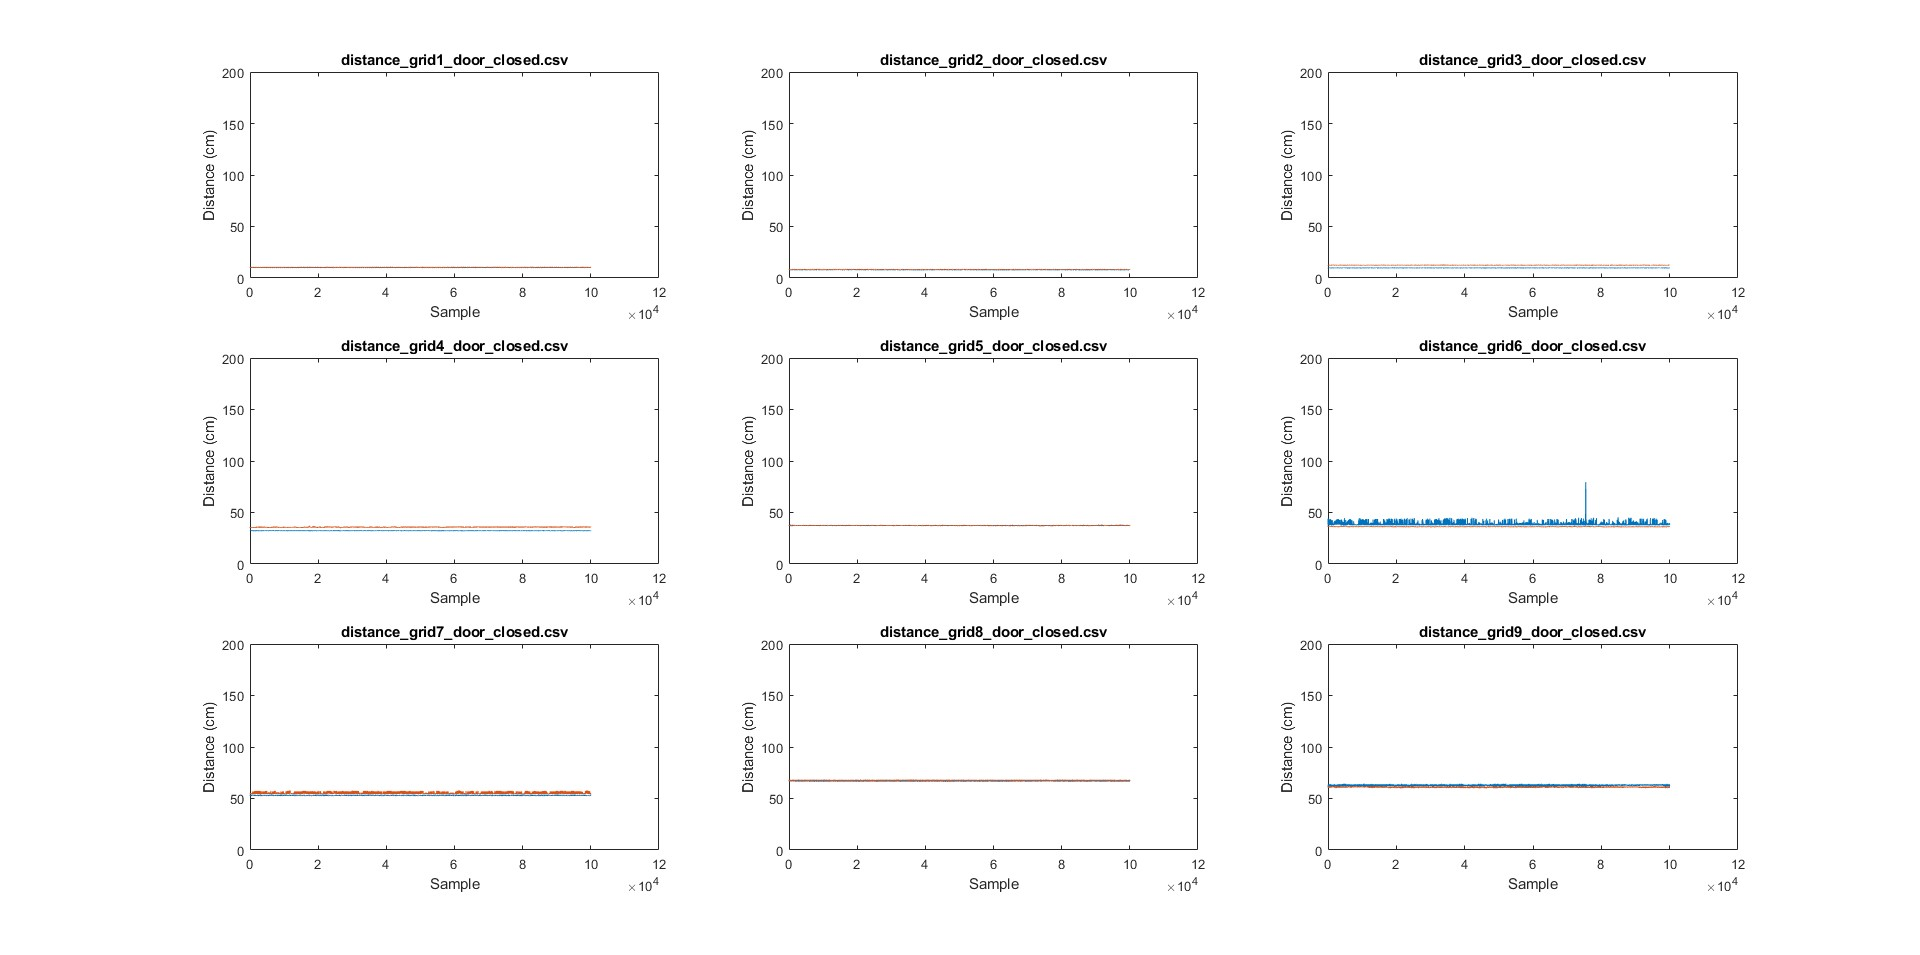 distance_grid1_door_closed.csv
200
150
100
50
0
Distance (cm)
0 2 4 6 8 10 12
Sample
×10^4
distance_grid2_door_closed.csv
200
150
100
50
0
Distance (cm)
0 2 4 6 8 10 12
Sample
×10^4
distance_grid3_door_closed.csv
200
150
100
50
0
Distance (cm)
0 2 4 6 8 10 12
Sample
×10^4
distance_grid4_door_closed.csv
200
150
100
50
0
Distance (cm)
0 2 4 6 8 10 12
Sample
×10^4
distance_grid5_door_closed.csv
200
150
100
50
0
Distance (cm)
0 2 4 6 8 10 12
Sample
×10^4
distance_grid6_door_closed.csv
200
150
100
50
0
Distance (cm)
0 2 4 6 8 10 12
Sample
×10^4
distance_grid7_door_closed.csv
200
150
100
50
0
Distance (cm)
0 2 4 6 8 10 12
Sample
×10^4
distance_grid8_door_closed.csv
200
150
100
50
0
Distance (cm)
0 2 4 6 8 10 12
Sample
×10^4
distance_grid9_door_closed.csv
200
150
100
50
0
Distance (cm)
0 2 4 6 8 10 12
Sample
×10^4